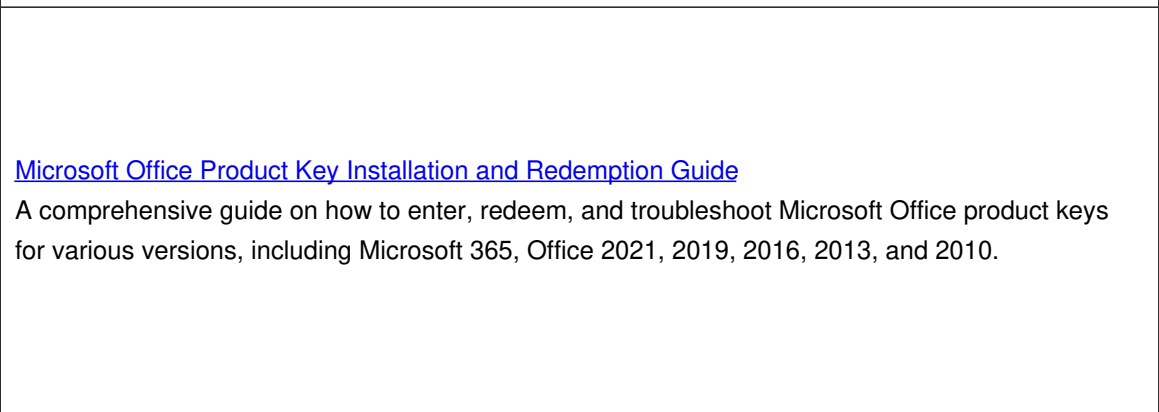 Microsoft Office Product Key Installation and Redemption Guide
A comprehensive guide on how to enter, redeem, and troubleshoot Microsoft Office product keys
for various versions, including Microsoft 365, Office 2021, 2019, 2016, 2013, and 2010.